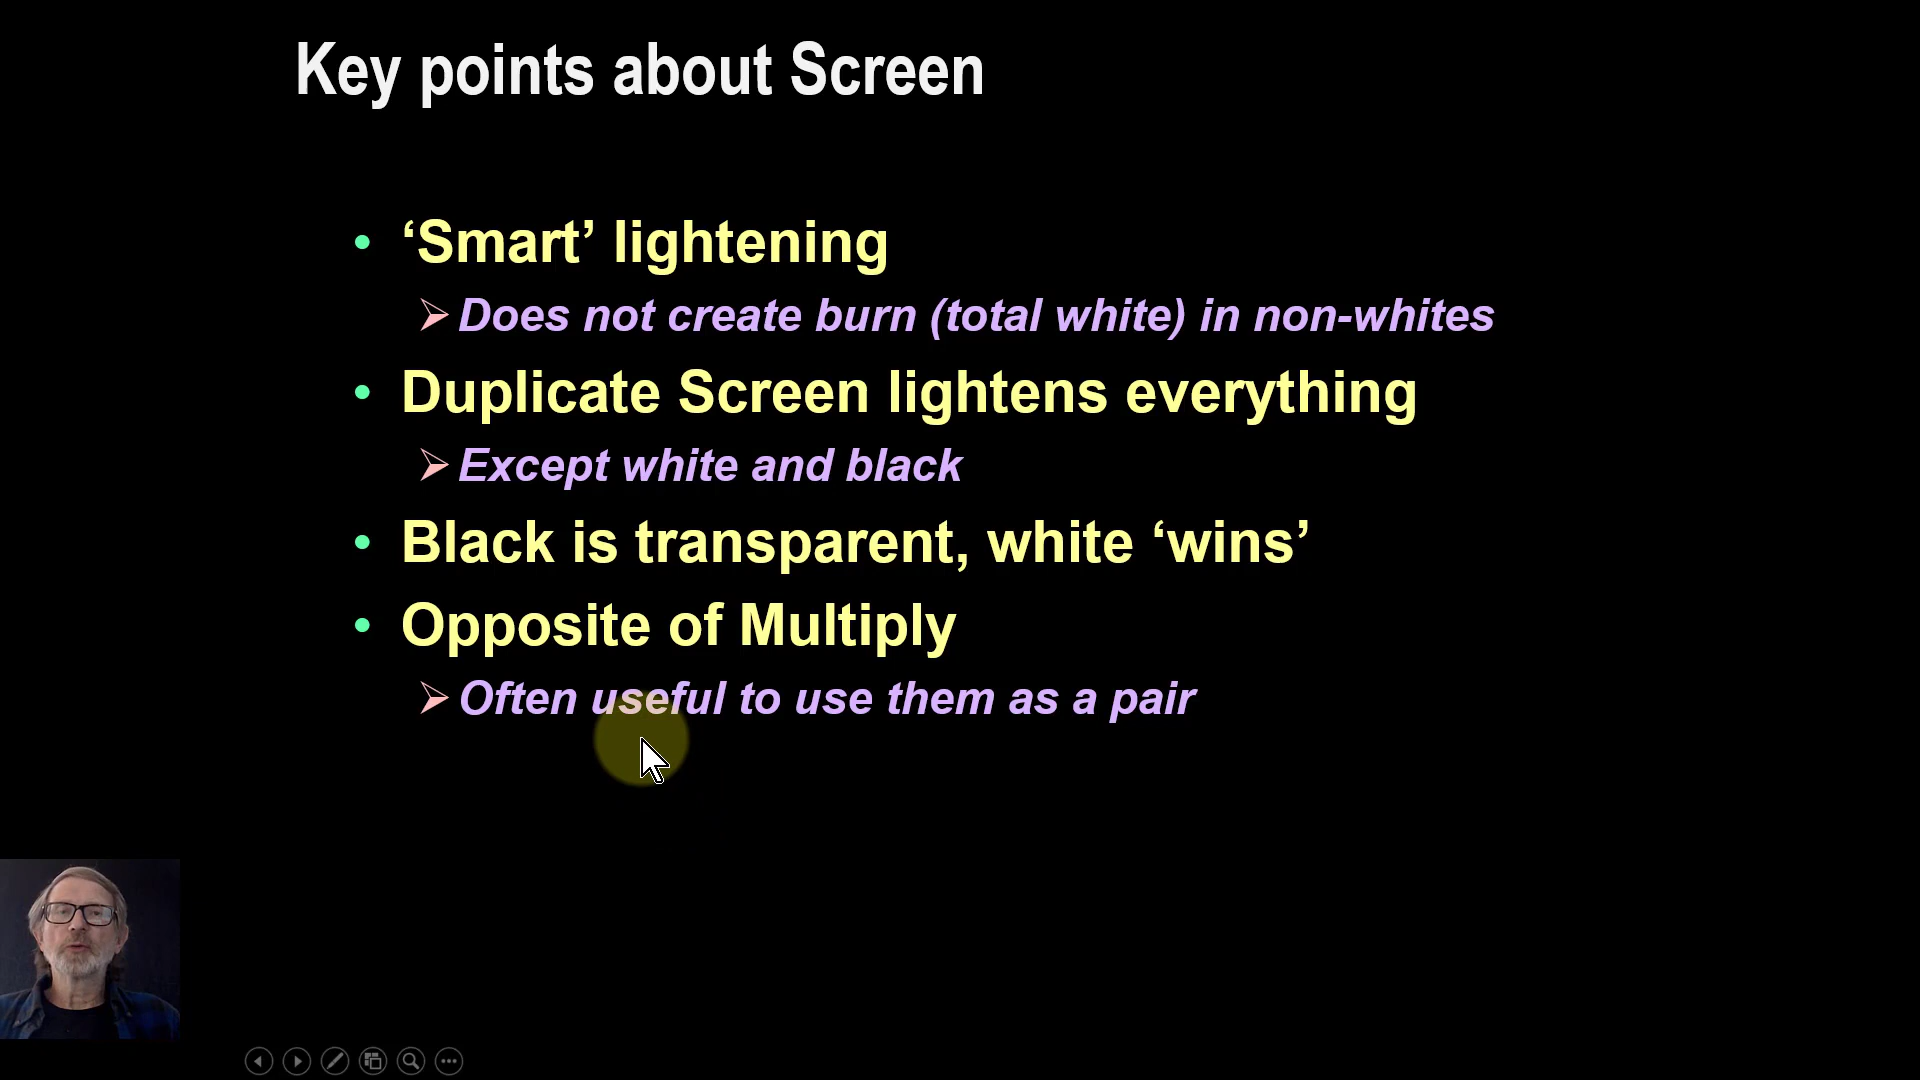 Key points about Screen
• ‘Smart’ lightening
➢ Does not create burn (total white) in non-whites
• Duplicate Screen lightens everything
➢ Except white and black
• Black is transparent, white ‘wins’
• Opposite of Multiply
➢ Often useful to use them as a pair